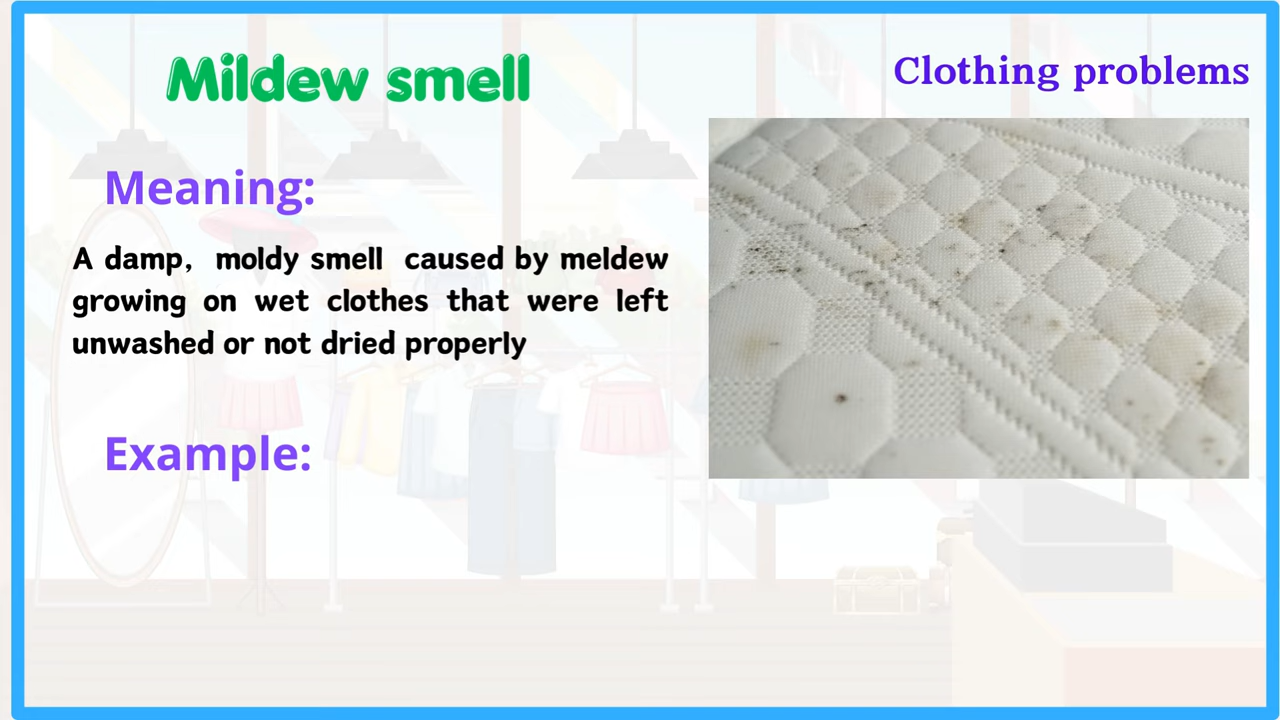 Mildew smell
Clothing problems
Meaning:
A damp, moldy smell caused by meldew
growing on wet clothes that were left
unwashed or not dried properly
Example: